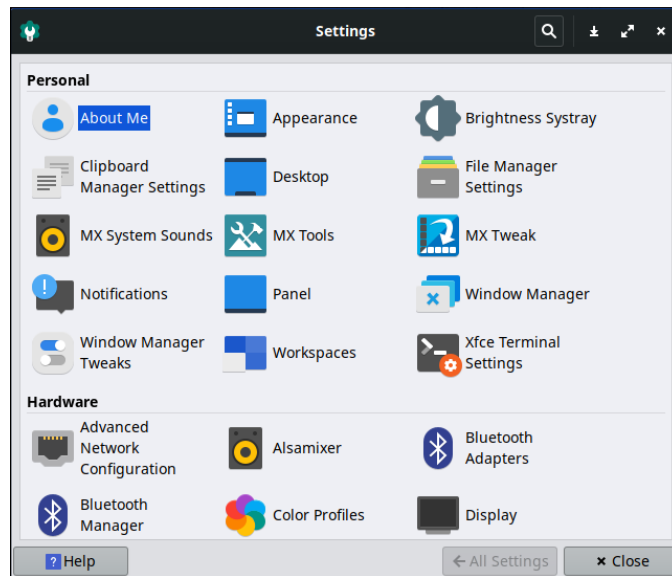 Settings
Personal
About Me
Appearance
Brightness Systray
Clipboard
Manager Settings
Desktop
File Manager
Settings
MX System Sounds
MX Tools
MX Tweak
Notifications
Panel
Window Manager
Window Manager
Tweaks
Workspaces
Xfce Terminal
Settings
Hardware
Advanced
Network
Configuration
Alsamixer
Bluetooth
Adapters
Bluetooth
Manager
Color Profiles
Display
? Help
← All Settings
× Close